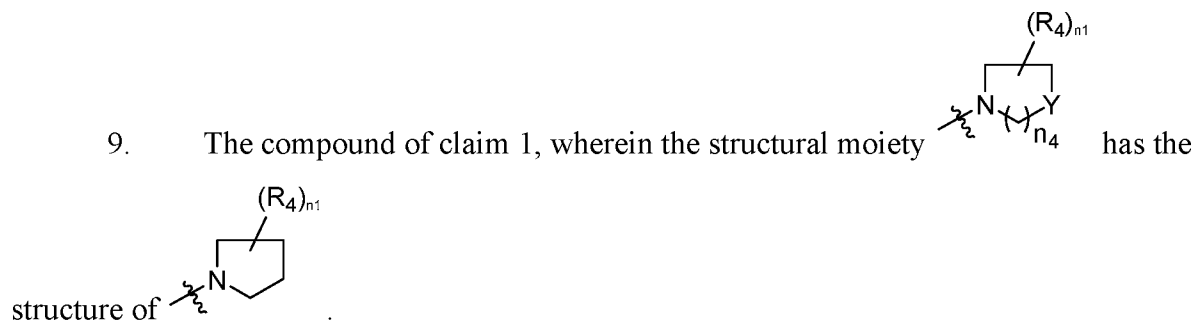 (R4)n1
N Y
( )n4
9. The compound of claim 1, wherein the structural moiety has the
(R4)n1
N
structure of .